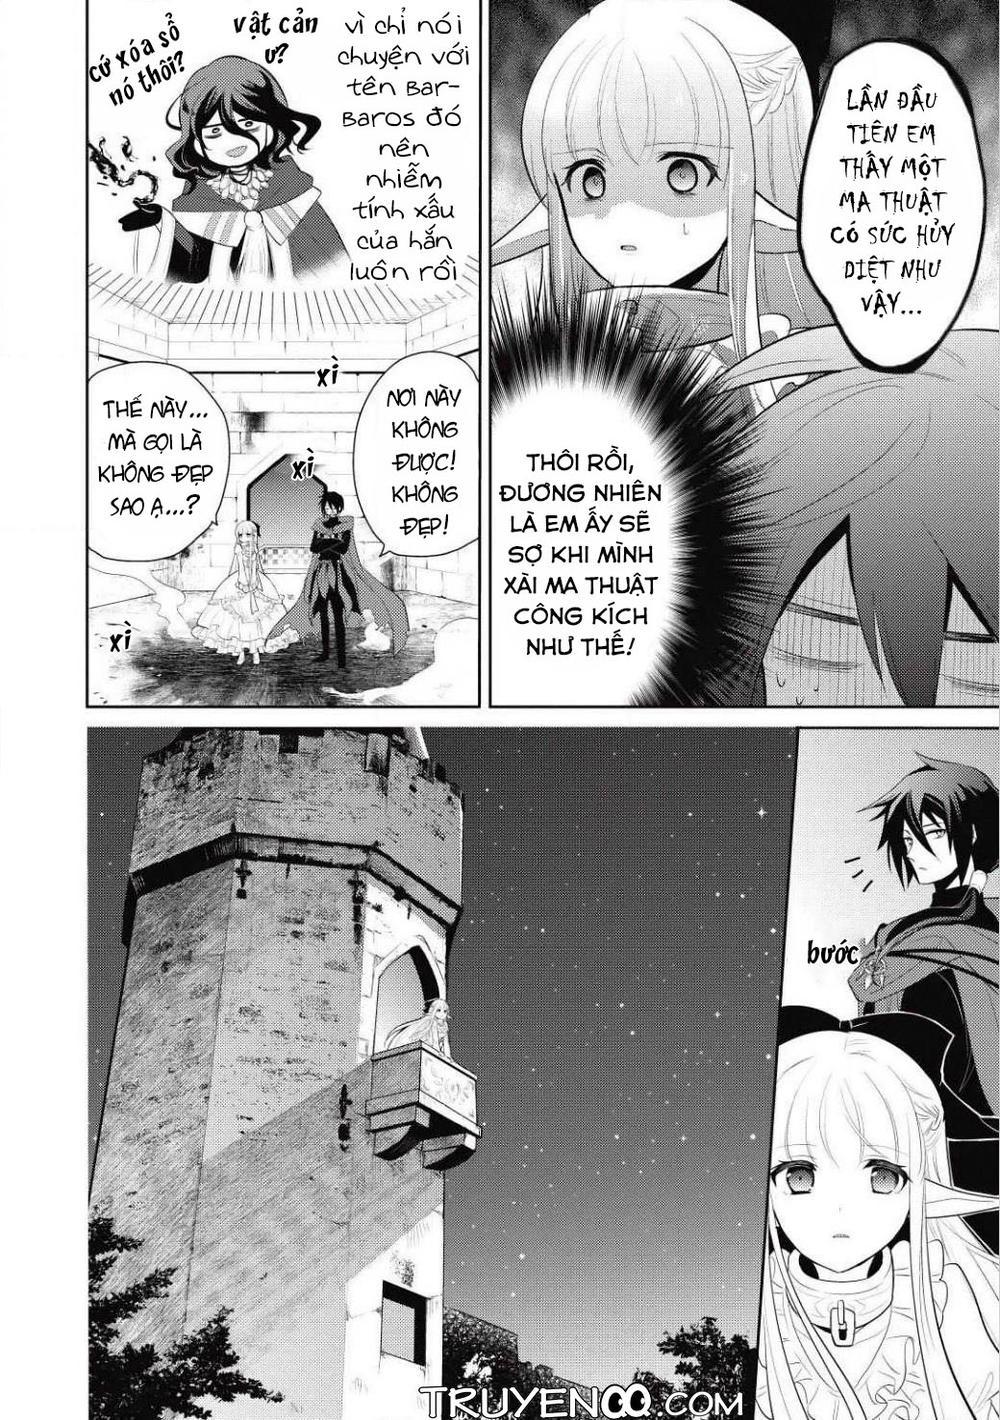 LẦN ĐẦU
TIÊN EM
THẤY MỘT
MA THUẬT
CÓ SỨC HỦY
DIỆT NHƯ
VẬY...
THÔI RỒI,
ĐƯƠNG NHIÊN
LÀ EM ẤY SẼ
SỢ KHI MÌNH
XÀI MA THUẬT
CÔNG KÍCH
NHƯ THẾ!
vì chỉ nói
chuyện với
tên Bar-
Baros đó
nên
nhiễm
tính xấu
của hắn
luôn rồi
vật cản
ư?
cứ xóa sổ
nó thôi?
NƠI NÀY
KHÔNG
ĐƯỢC!
KHÔNG
ĐẸP!
THẾ NÀY...
MÀ GỌI LÀ
KHÔNG ĐẸP
SAO Ạ...?
xì
xì
xì
bước
TRUYENQQ.COM